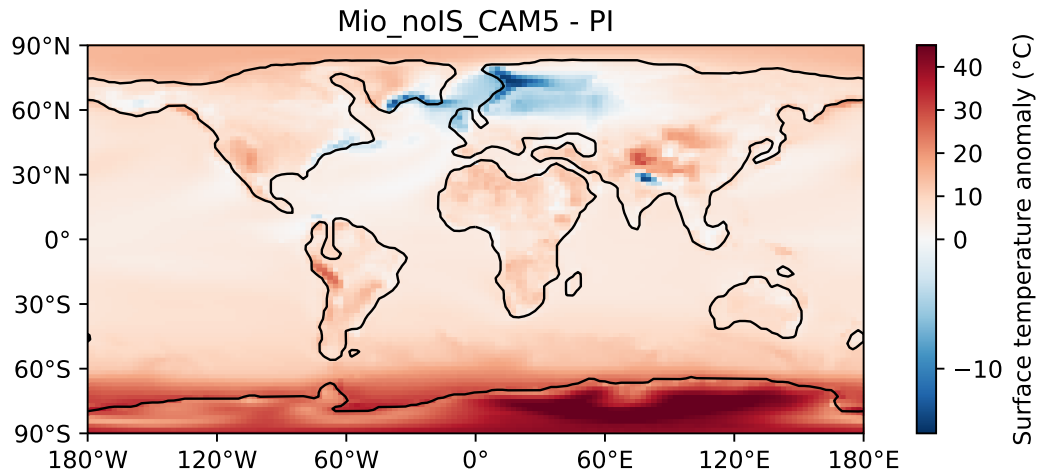 Mio_noIS_CAM5 - PI
90°N
60°N
30°N
0°
30°S
60°S
90°S
180°W
120°W
60°W
0°
60°E
120°E
180°E
40
30
20
10
0
−10
Surface temperature anomaly (°C)